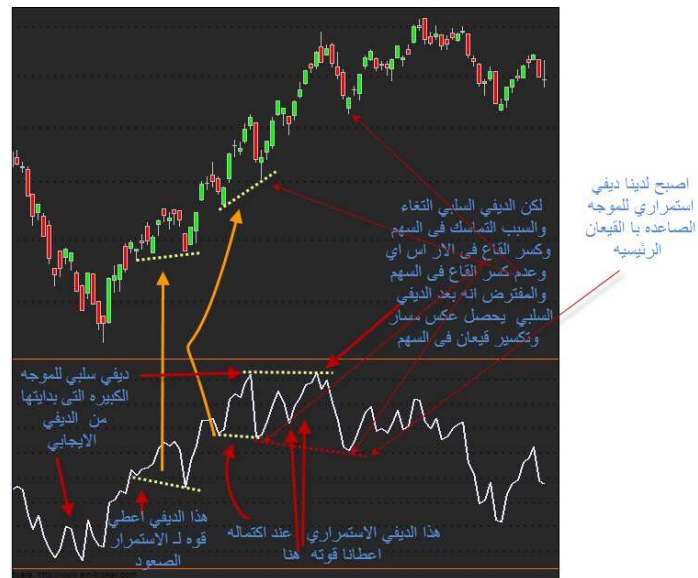 اصبح لدينا ديفي
استمراري للموجه
الصاعده با القيعان
الرئيسيه
لكن الديفي السلبي التغاء
والسبب التماسك فى السهم
وكسر القاع فى الار اس اي
وعدم كسر القاع فى السهم
والمفترض انه بعد الديفي
السلبي يحصل عكس مسار
وتكسير قيعان فى السهم
ديفي سلبي للموجه
الكبيره التى بدايتها
من الديفي
الايجابي
هذا الديفي اعطي
قوه لـ الاستمرار
الصعود
هذا الديفي الاستمراري عند اكتماله
اعطانا قوته هنا